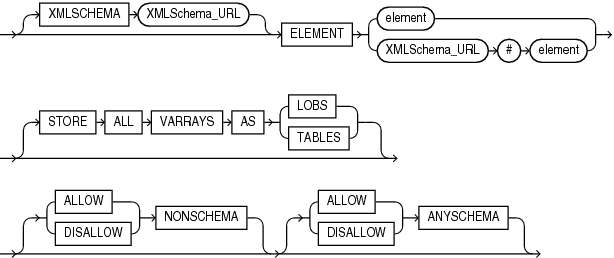 XMLSCHEMA XMLSchema_URL ELEMENT element
XMLSchema_URL # element
STORE ALL VARRAYS AS LOBS
TABLES
ALLOW NONSCHEMA ALLOW ANYSCHEMA
DISALLOW DISALLOW